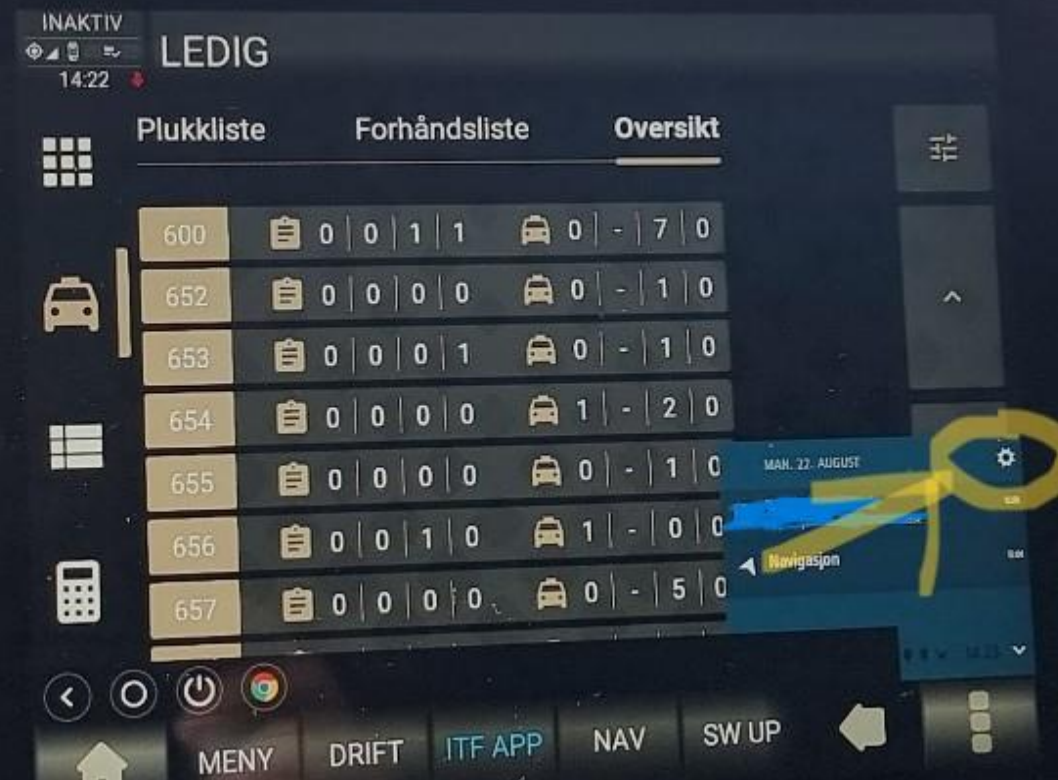 INAKTIV
LEDIG
14:22
Plukkliste Forhåndsliste Oversikt
600 0 | 0 | 1 | 1 0 | - | 7 | 0
652 0 | 0 | 0 | 0 0 | - | 1 | 0
653 0 | 0 | 0 | 1 0 | - | 1 | 0
654 0 | 0 | 0 | 0 1 | - | 2 | 0
655 0 | 0 | 0 | 0 0 | - | 1 | 0
656 0 | 0 | 1 | 0 1 | - | 0 | 0
657 0 | 0 | 0 | 0 0 | - | 5 | 0
MAN. 22. AUGUST
Navigasjon
MENY DRIFT ITF APP NAV SW UP